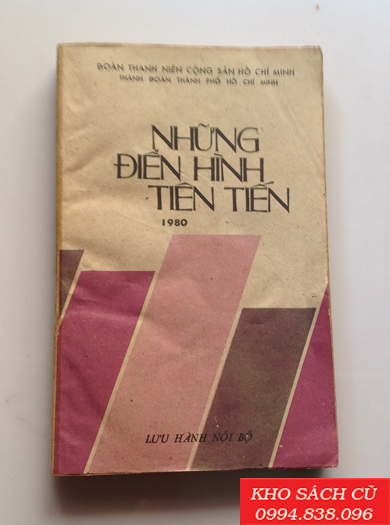 ĐOÀN THANH NIÊN CỘNG SẢN HỒ CHÍ MINH
THÀNH ĐOÀN THÀNH PHỐ HỒ CHÍ MINH
NHỮNG
ĐIỂN HÌNH
TIÊN TIẾN
1980
LƯU HÀNH NỘI BỘ
KHO SÁCH CŨ
0994.838.096